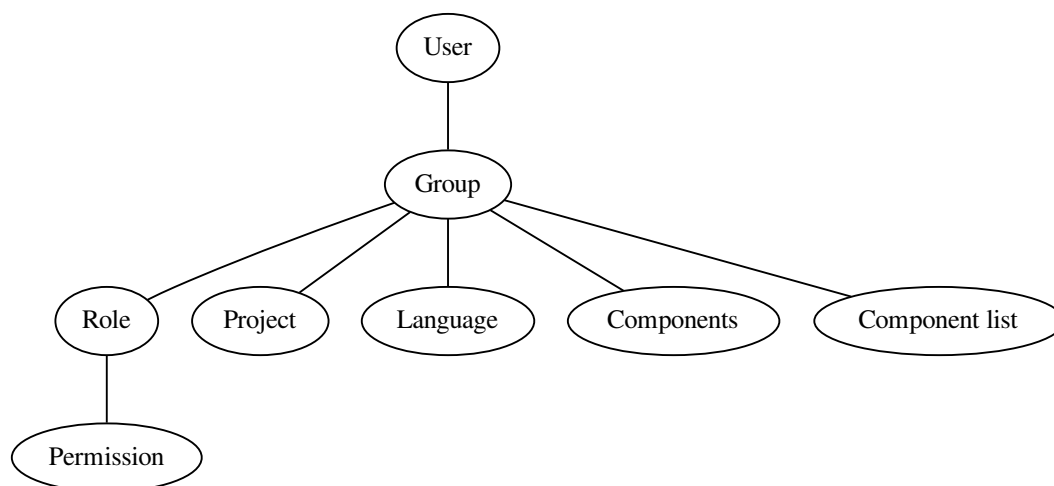 User
Group
Role
Project
Language
Components
Component list
Permission